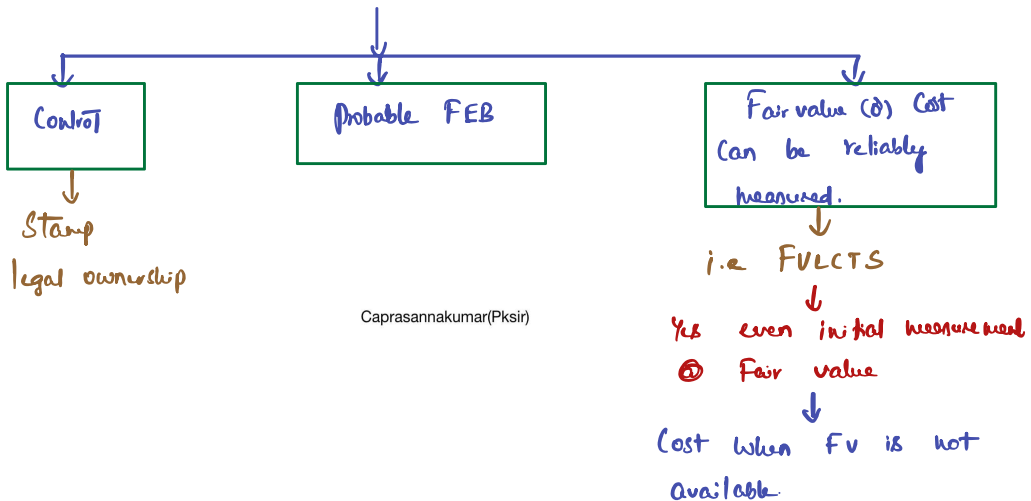 Control
Probable FEB
Fair value (or) Cost
Can be reliably
measured.
Stamp
legal ownership
i.e FVLCTS
Yes even initial measurement
@ Fair value
Cost when FV is not
available.
Caprasannakumar(Pksir)